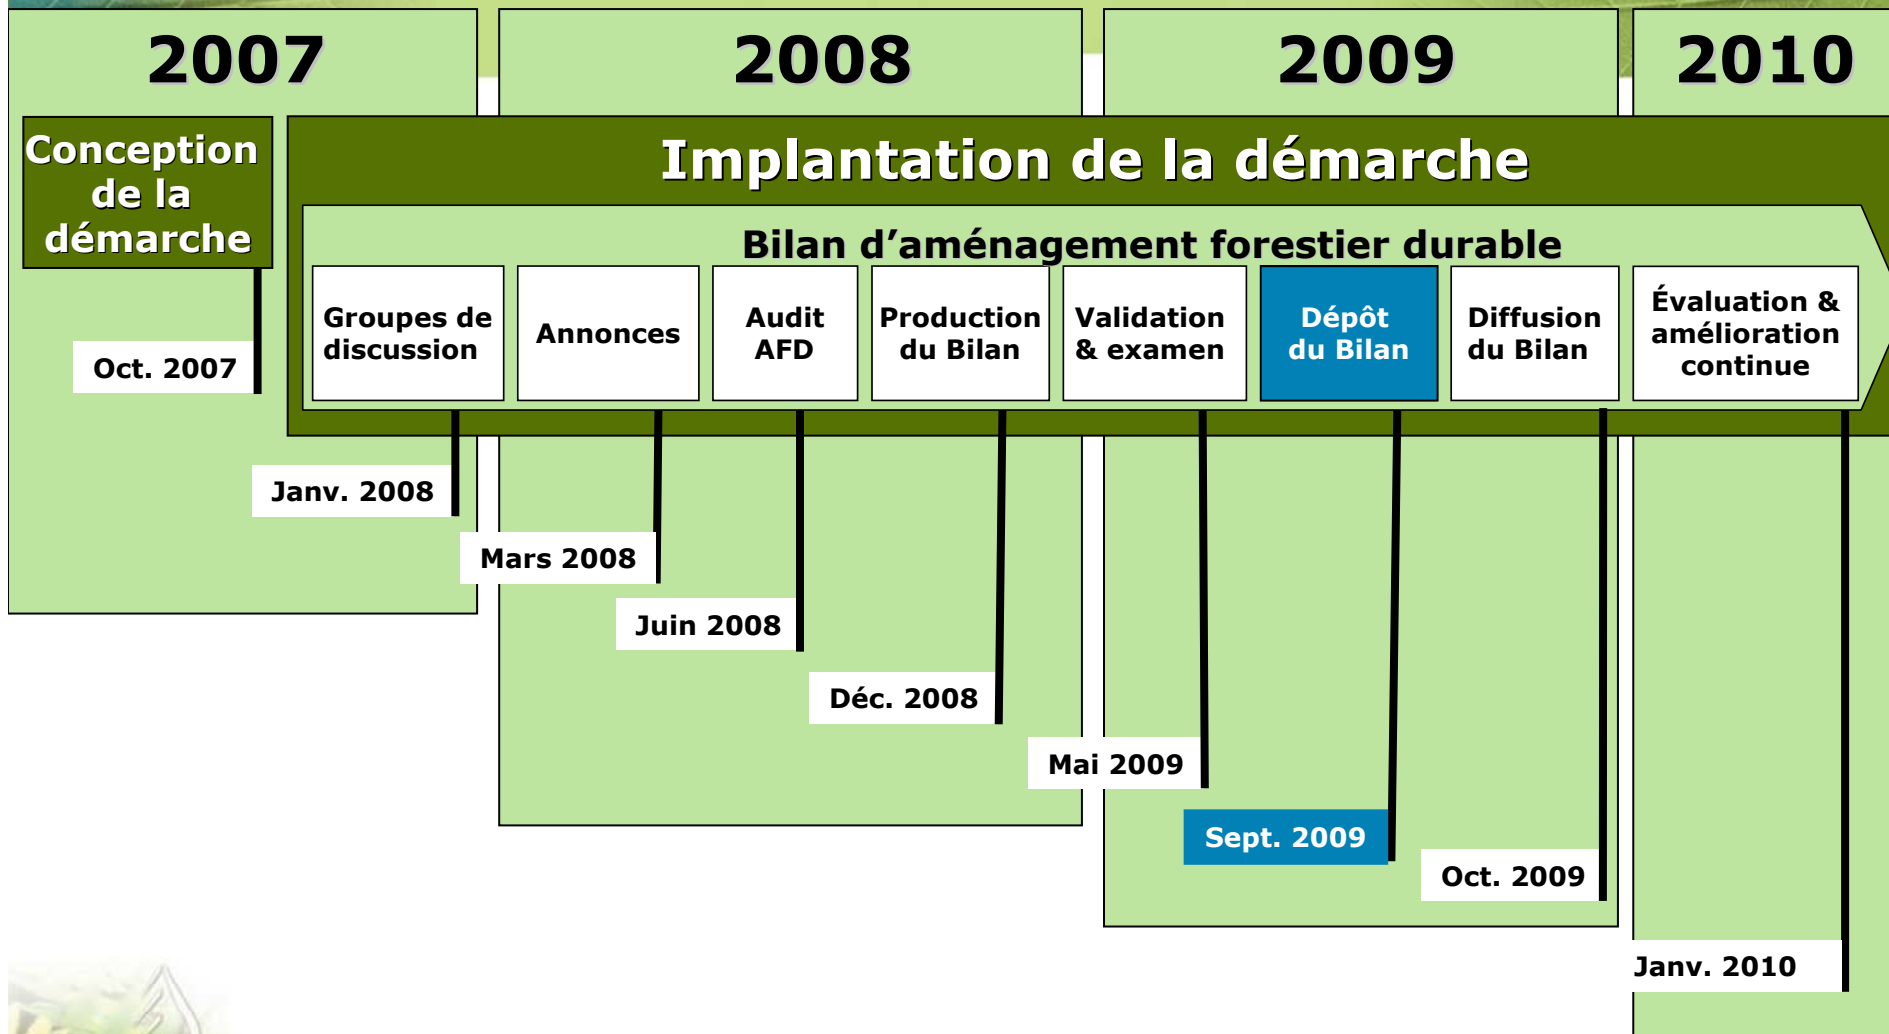 2007
2008
2009
2010
Conception
de la
démarche
Implantation de la démarche
Bilan d’aménagement forestier durable
Groupes de
discussion
Annonces
Audit
AFD
Production
du Bilan
Validation
& examen
Dépôt
du Bilan
Diffusion
du Bilan
Évaluation &
amélioration
continue
Oct. 2007
Janv. 2008
Mars 2008
Juin 2008
Déc. 2008
Mai 2009
Sept. 2009
Oct. 2009
Janv. 2010